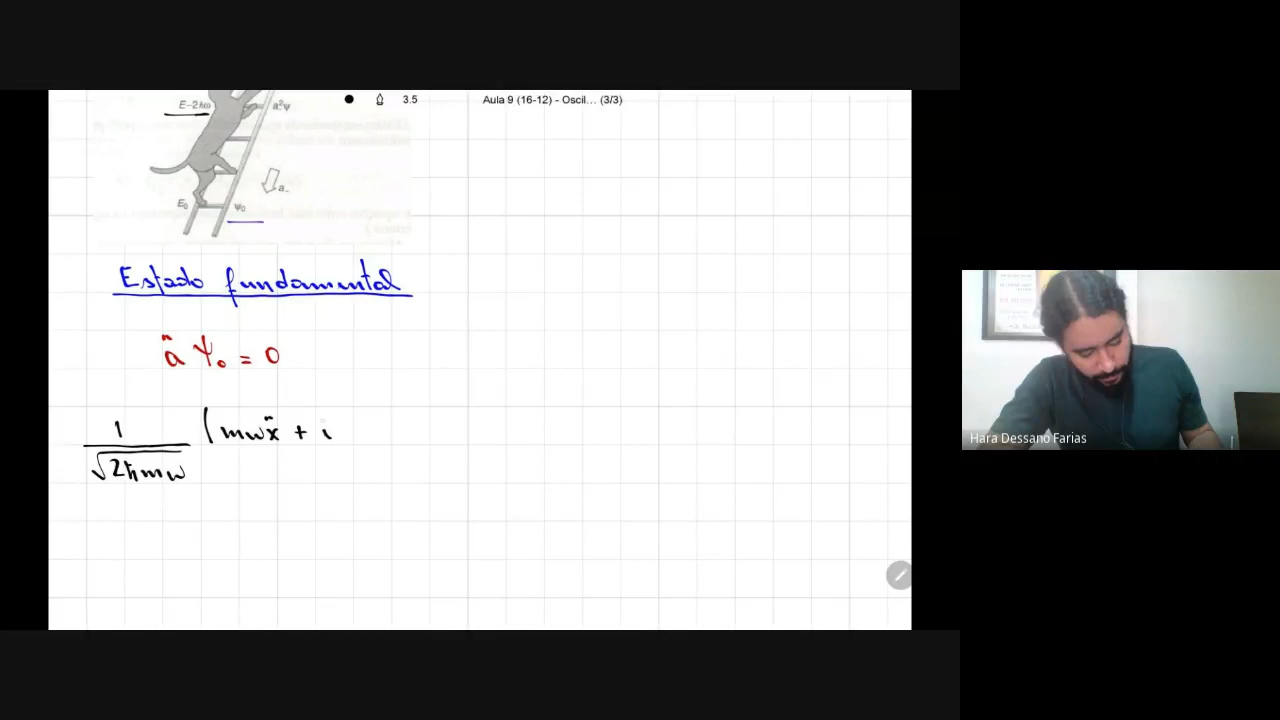 3.5
Aula 9 (16-12) - Oscil... (3/3)
E-2ħω
a²₋ψ
a₋
E₀
ψ₀
Estado fundamental
â Ψ₀ = 0
1
(mωx̂ + i
√2ħmω
Hara Dessano Farias